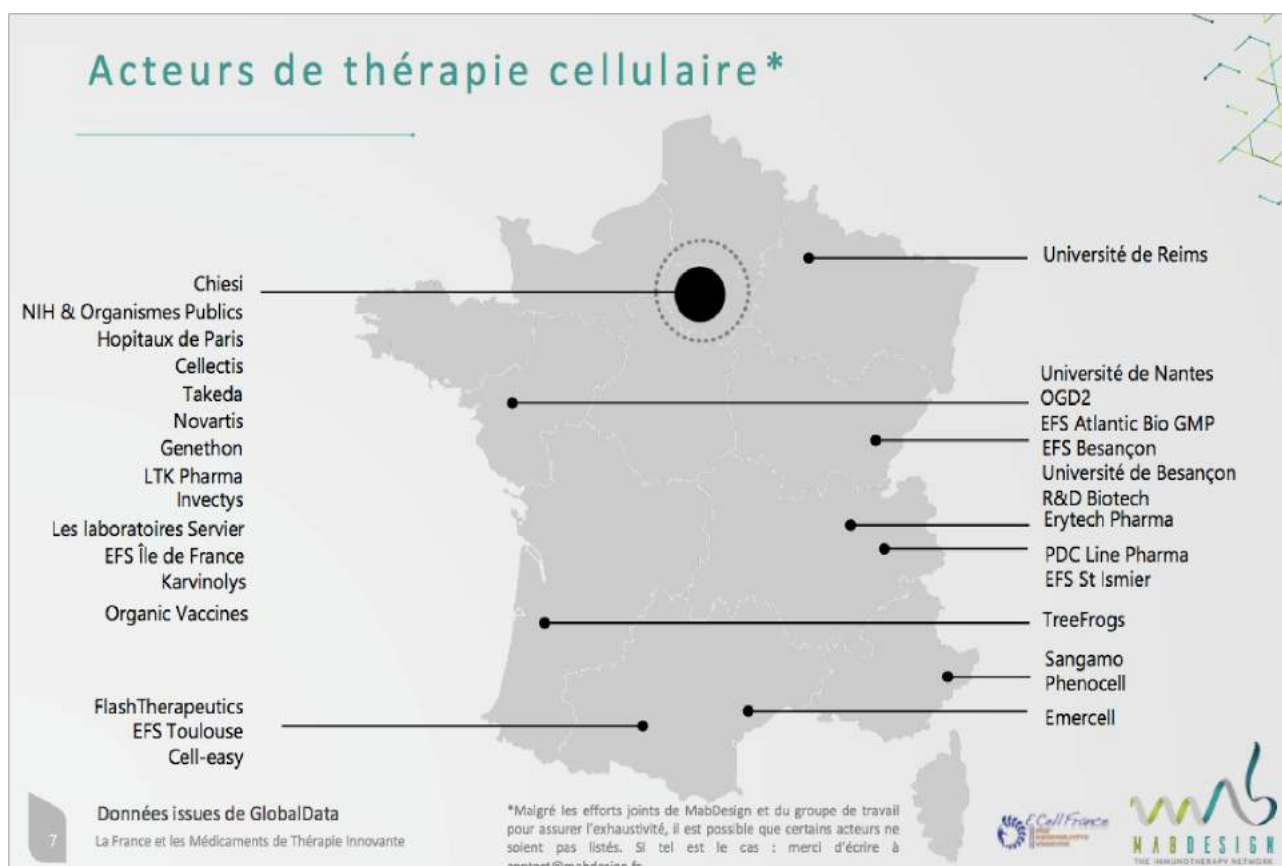 Acteurs de thérapie cellulaire*
Chiesi
NIH & Organismes Publics
Hopitaux de Paris
Cellectis
Takeda
Novartis
Genethon
LTK Pharma
Invectys
Les laboratoires Servier
EFS Île de France
Karvinolys
Organic Vaccines
FlashTherapeutics
EFS Toulouse
Cell-easy
Université de Reims
Université de Nantes
OGD2
EFS Atlantic Bio GMP
EFS Besançon
Université de Besançon
R&D Biotech
Erytech Pharma
PDC Line Pharma
EFS St Ismier
TreeFrogs
Sangamo
Phenocell
Emercell
7
Données issues de GlobalData
La France et les Médicaments de Thérapie Innovante
*Malgré les efforts joints de MabDesign et du groupe de travail
pour assurer l'exhaustivité, il est possible que certains acteurs ne
soient pas listés. Si tel est le cas : merci d'écrire à
contact@mabdesign.fr
ECellFrance
MABDESIGN
THE IMMUNOTHERAPY NETWORK